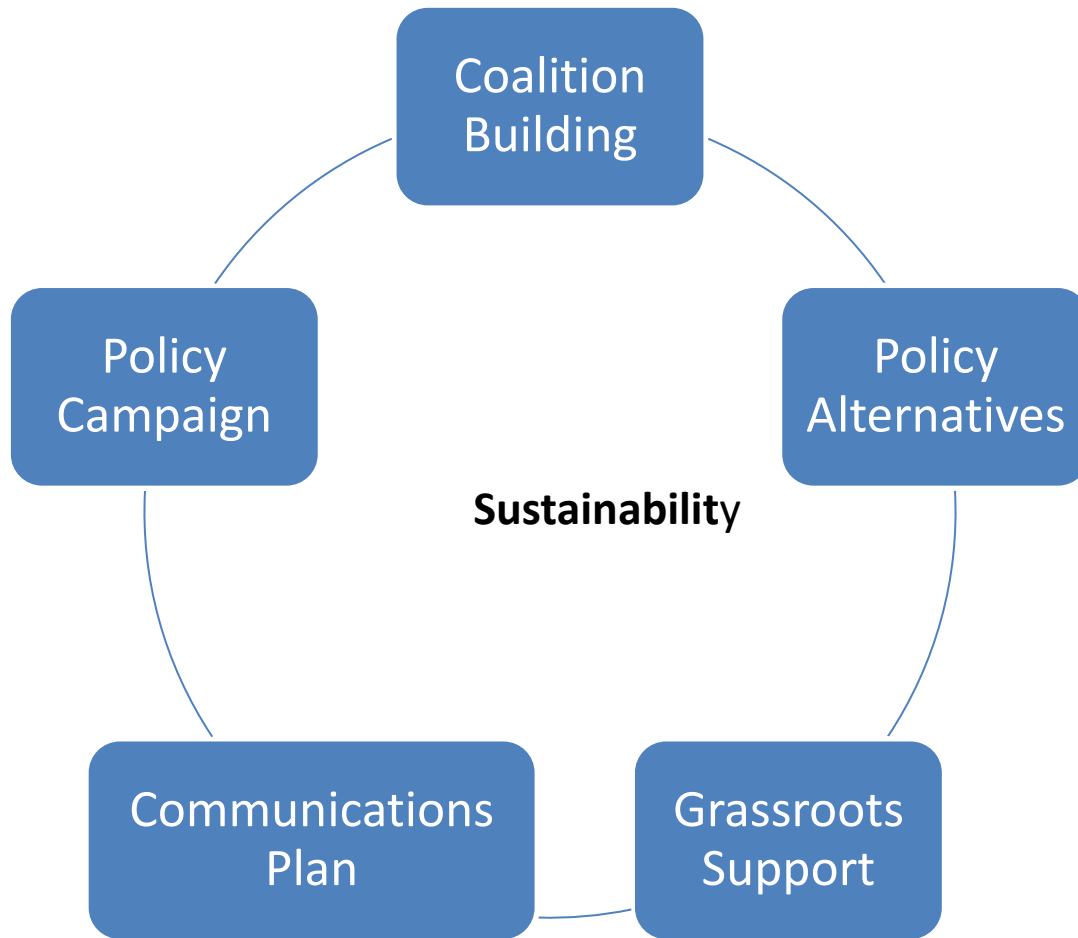 Coalition
Building
Policy
Alternatives
Grassroots
Support
Communications
Plan
Policy
Campaign
Sustainability